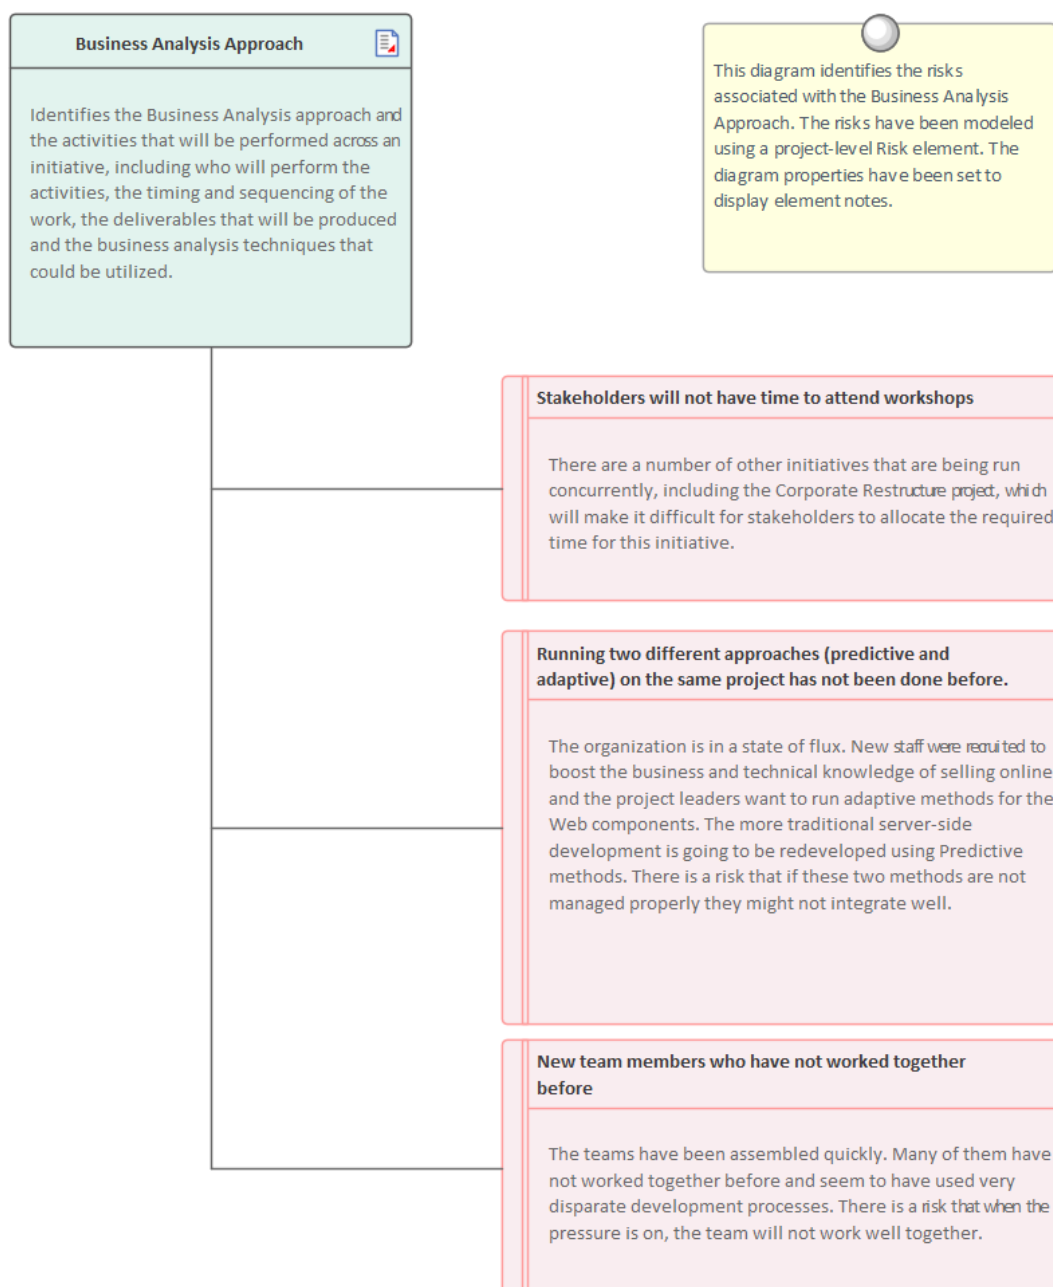 Business Analysis Approach
Identifies the Business Analysis approach and
the activities that will be performed across an
initiative, including who will perform the
activities, the timing and sequencing of the
work, the deliverables that will be produced
and the business analysis techniques that
could be utilized.
This diagram identifies the risks
associated with the Business Analysis
Approach. The risks have been modeled
using a project-level Risk element. The
diagram properties have been set to
display element notes.
Stakeholders will not have time to attend workshops
There are a number of other initiatives that are being run
concurrently, including the Corporate Restructure project, which
will make it difficult for stakeholders to allocate the required
time for this initiative.
Running two different approaches (predictive and
adaptive) on the same project has not been done before.
The organization is in a state of flux. New staff were recruited to
boost the business and technical knowledge of selling online
and the project leaders want to run adaptive methods for the
Web components. The more traditional server-side
development is going to be redeveloped using Predictive
methods. There is a risk that if these two methods are not
managed properly they might not integrate well.
New team members who have not worked together
before
The teams have been assembled quickly. Many of them have
not worked together before and seem to have used very
disparate development processes. There is a risk that when the
pressure is on, the team will not work well together.